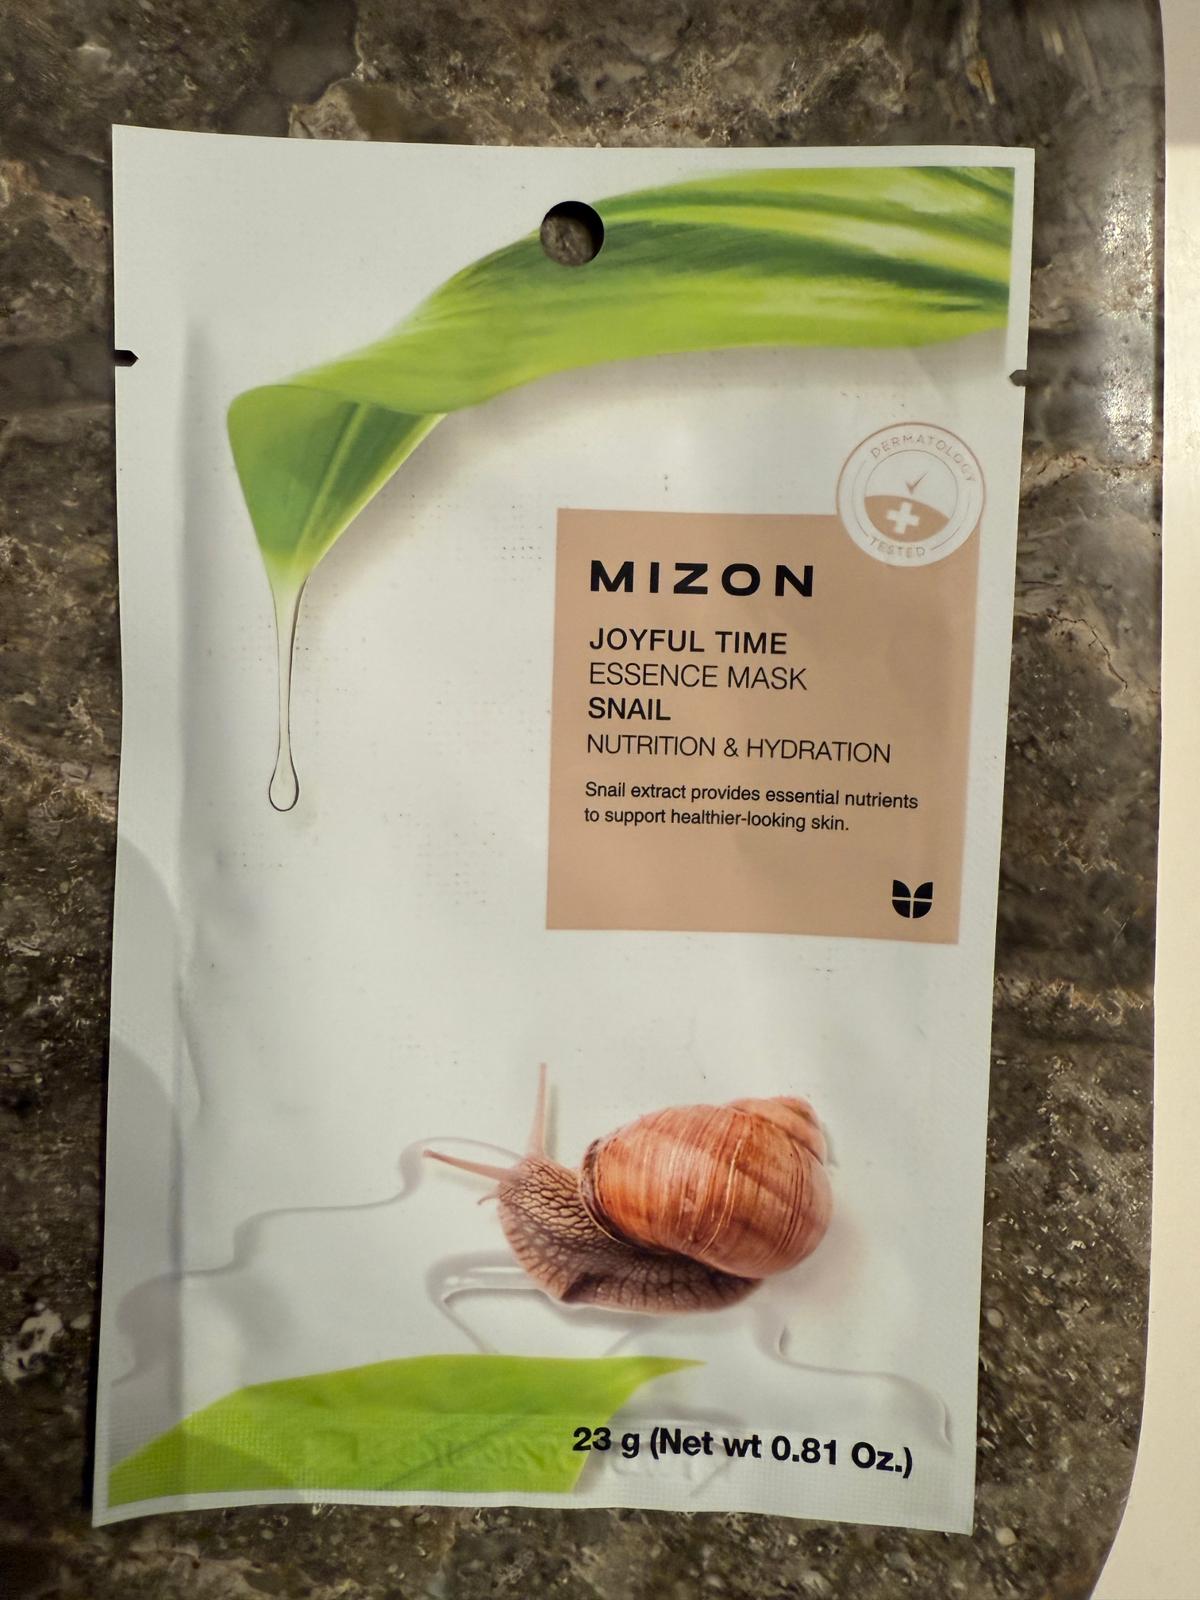 DERMATOLOGY
TESTED
MIZON
JOYFUL TIME
ESSENCE MASK
SNAIL
NUTRITION & HYDRATION
Snail extract provides essential nutrients
to support healthier-looking skin.
23 g (Net wt 0.81 Oz.)